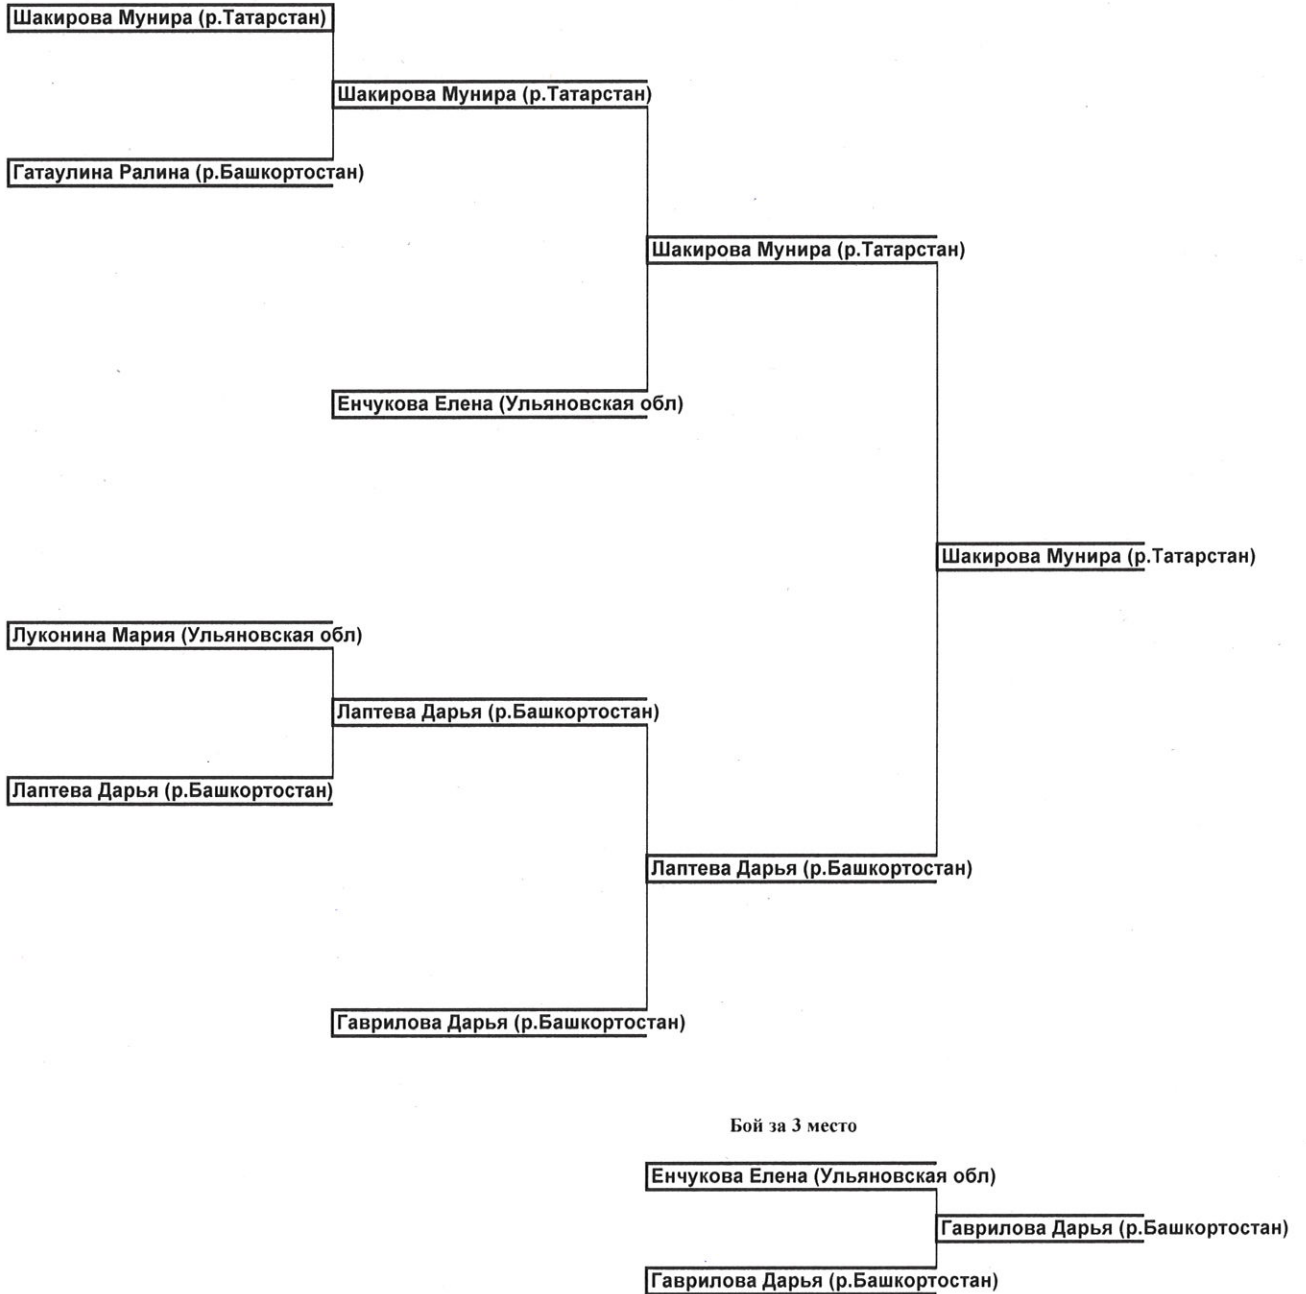 Шакирова Мунира (р.Татарстан)
Шакирова Мунира (р.Татарстан)
Гатаулина Ралина (р.Башкортостан)
Шакирова Мунира (р.Татарстан)
Енчукова Елена (Ульяновская обл)
Шакирова Мунира (р.Татарстан)
Луконина Мария (Ульяновская обл)
Лаптева Дарья (р.Башкортостан)
Лаптева Дарья (р.Башкортостан)
Лаптева Дарья (р.Башкортостан)
Гаврилова Дарья (р.Башкортостан)
Бой за 3 место
Енчукова Елена (Ульяновская обл)
Гаврилова Дарья (р.Башкортостан)
Гаврилова Дарья (р.Башкортостан)